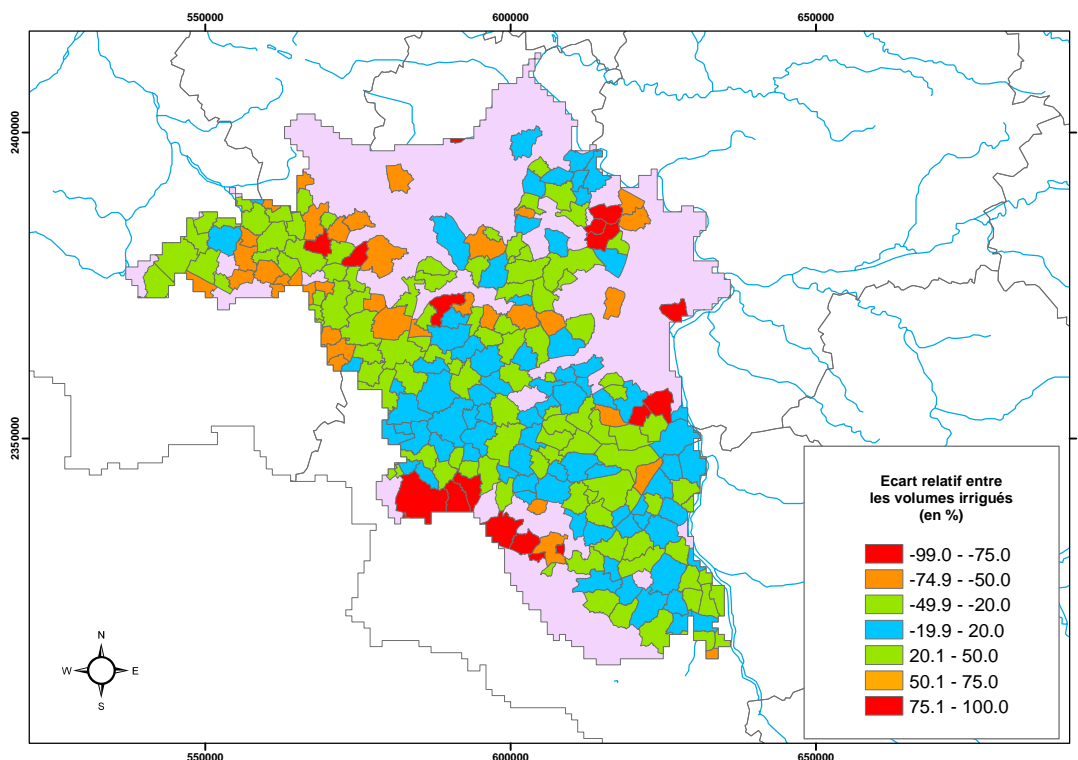 550000
600000
650000
2400000
2350000
Ecart relatif entre
les volumes irrigués
(en %)
-99.0 - -75.0
-74.9 - -50.0
-49.9 - -20.0
-19.9 - 20.0
20.1 - 50.0
50.1 - 75.0
75.1 - 100.0
N
W
E
S
550000
600000
650000